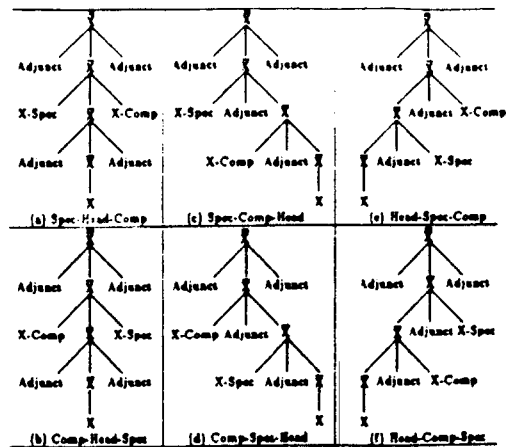 X
Adjunct Adjunct
X
X-Spec X-Comp
X
Adjunct Adjunct
X
X
(a) Spec-Head-Comp
X
Adjunct Adjunct
X
X-Spec Adjunct X
X-Comp Adjunct X
X
(c) Spec-Comp-Head
X
Adjunct Adjunct
X
X Adjunct X-Comp
X Adjunct X-Spec
X
(e) Head-Spec-Comp
X
Adjunct Adjunct
X
X-Comp X-Spec
X
Adjunct Adjunct
X
X
(b) Comp-Head-Spec
X
Adjunct Adjunct
X
X-Comp Adjunct X
X-Spec Adjunct X
X
(d) Comp-Spec-Head
X
Adjunct Adjunct
X
X Adjunct X-Spec
X Adjunct X-Comp
X
(f) Head-Comp-Spec